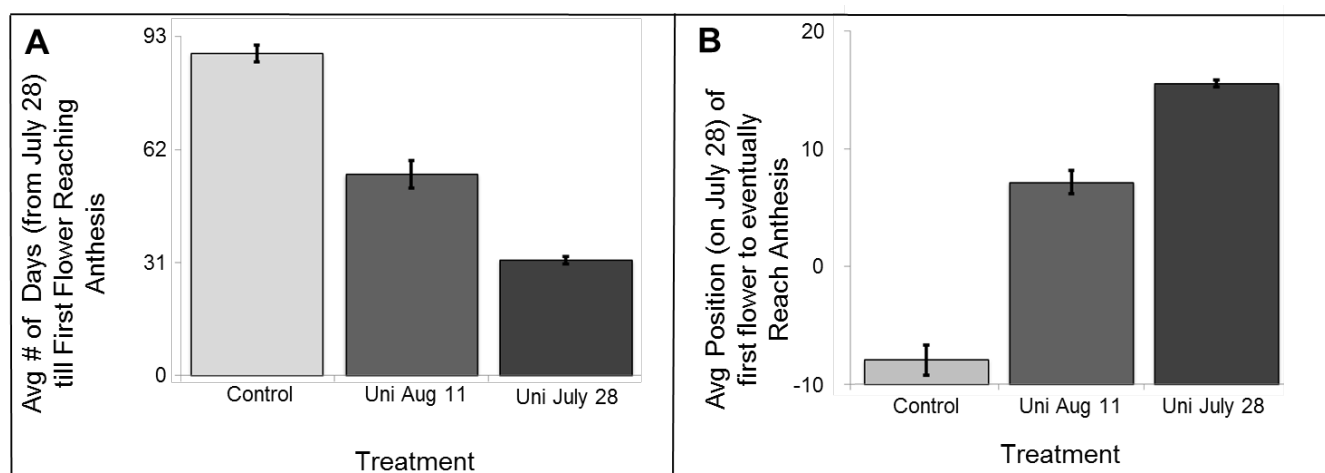 A
Avg # of Days (from July 28)
till First Flower Reaching
Anthesis
93
62
31
0
Control
Uni Aug 11
Uni July 28
Treatment
B
Avg Position (on July 28) of
first flower to eventually
Reach Anthesis
20
10
0
-10
Control
Uni Aug 11
Uni July 28
Treatment